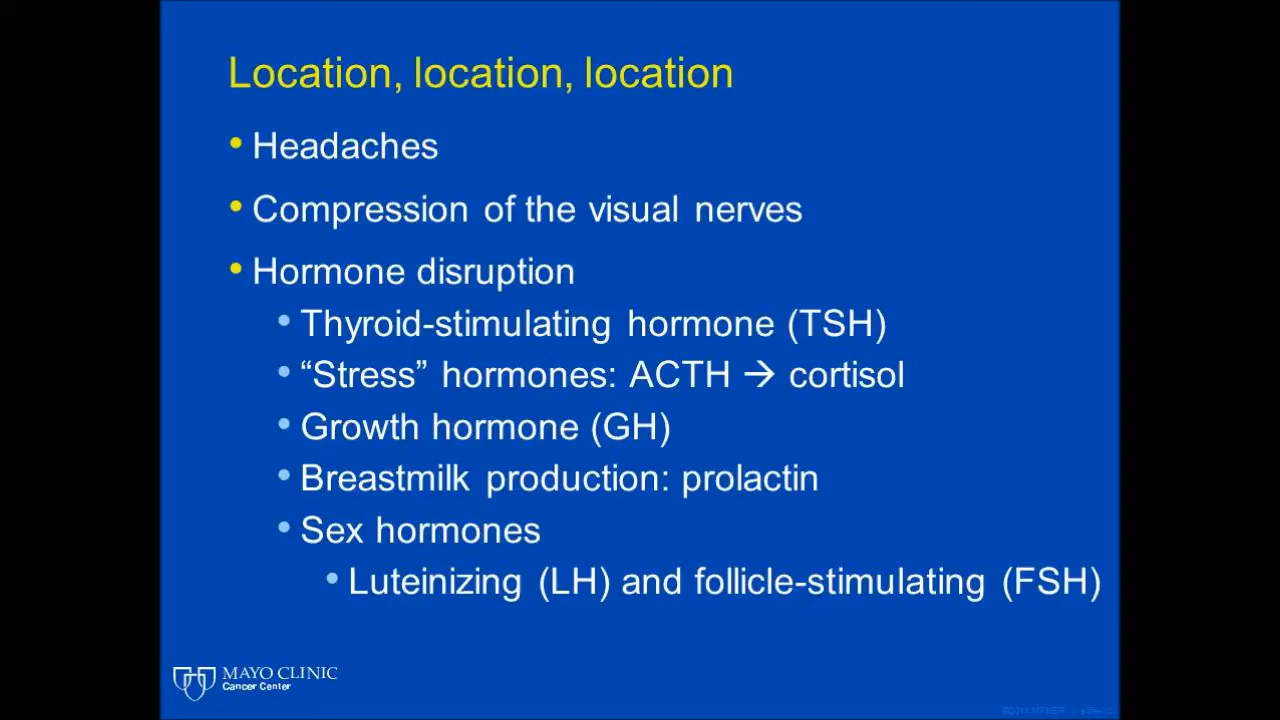 Location, location, location
• Headaches
• Compression of the visual nerves
• Hormone disruption
• Thyroid-stimulating hormone (TSH)
• “Stress” hormones: ACTH → cortisol
• Growth hormone (GH)
• Breastmilk production: prolactin
• Sex hormones
• Luteinizing (LH) and follicle-stimulating (FSH)
MAYO CLINIC
Cancer Center